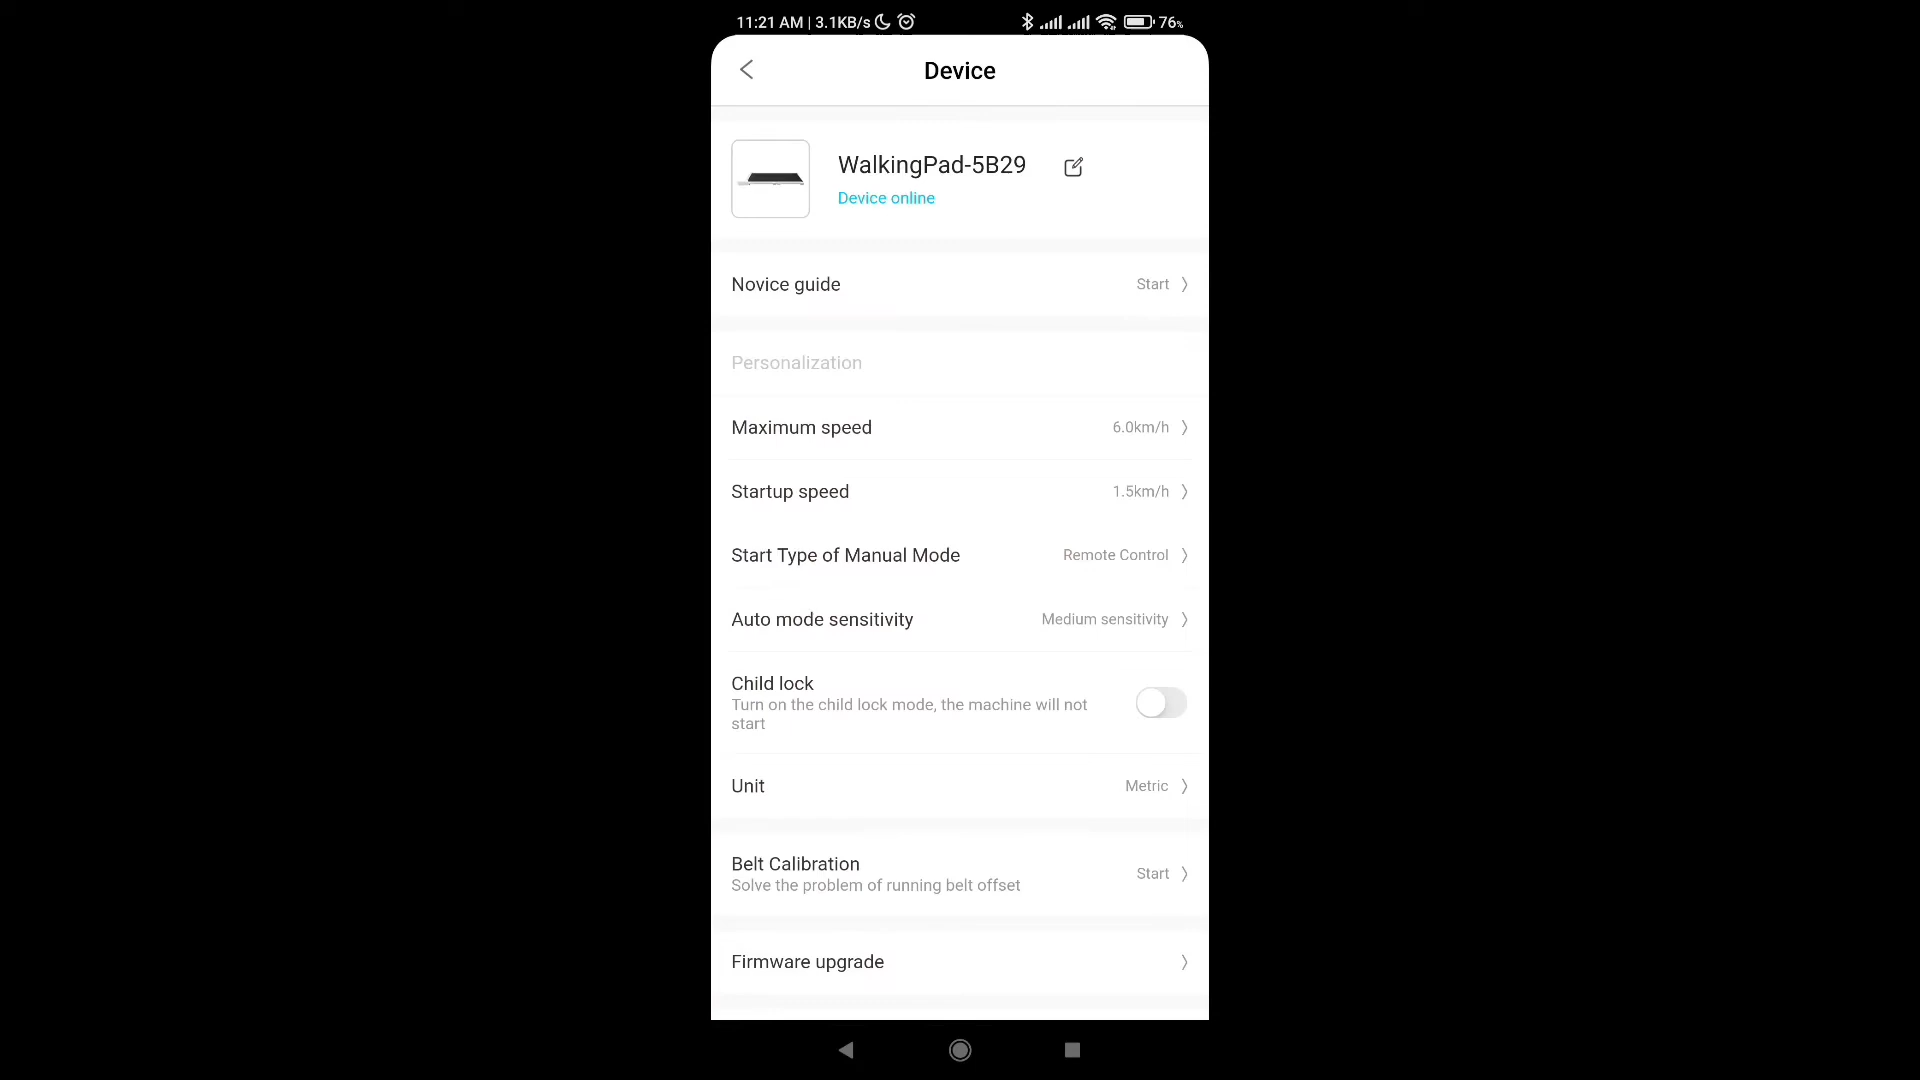 11:21 AM | 3.1KB/s 76%
Device
WalkingPad-5B29
Device online
Novice guide Start
Personalization
Maximum speed 6.0km/h
Startup speed 1.5km/h
Start Type of Manual Mode Remote Control
Auto mode sensitivity Medium sensitivity
Child lock
Turn on the child lock mode, the machine will not
start
Unit Metric
Belt Calibration
Solve the problem of running belt offset
Start
Firmware upgrade